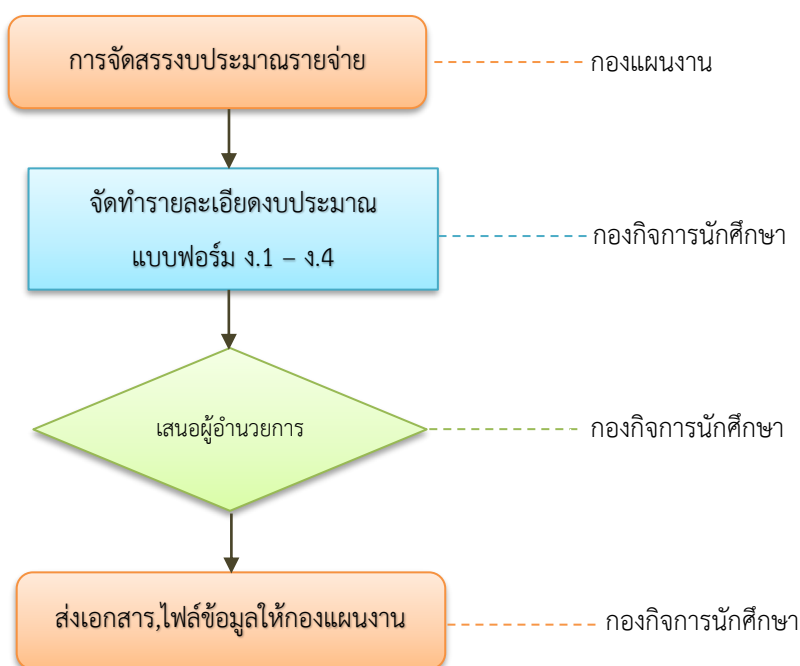 การจัดสรรงบประมาณรายจ่าย
กองแผนงาน
จัดทำรายละเอียดงบประมาณ
แบบฟอร์ม ง.1 – ง.4
กองกิจการนักศึกษา
เสนอผู้อำนวยการ
กองกิจการนักศึกษา
ส่งเอกสาร,ไฟล์ข้อมูลให้กองแผนงาน
กองกิจการนักศึกษา